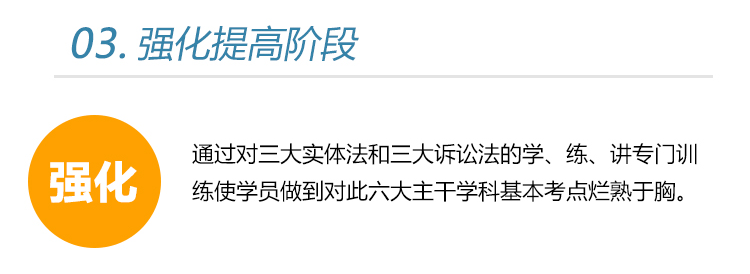 03. 强化提高阶段
强化
通过对三大实体法和三大诉讼法的学、练、讲专门训
练使学员做到对此六大主干学科基本考点烂熟于胸。